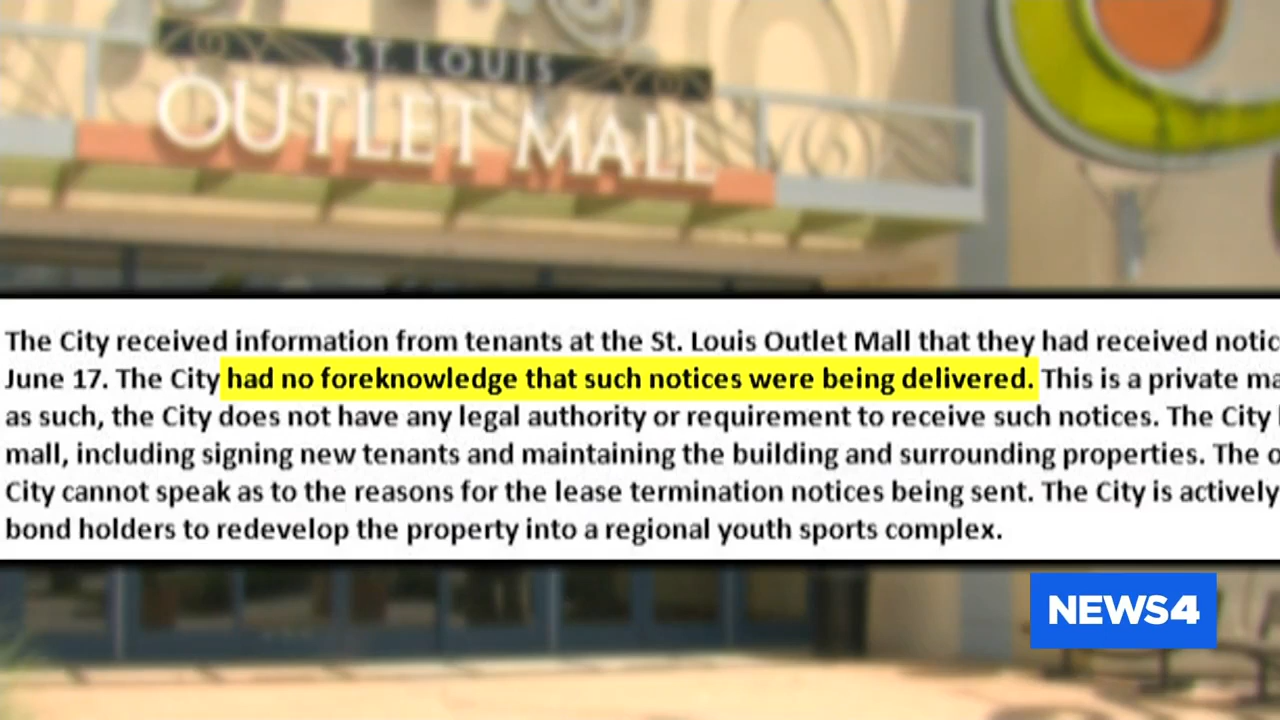 ST. LOUIS
OUTLET MALL
The City received information from tenants at the St. Louis Outlet Mall that they had received
June 17. The City had no foreknowledge that such notices were being delivered. This is a private
as such, the City does not have any legal authority or requirement to receive such notices. The City
mall, including signing new tenants and maintaining the building and surrounding properties. The
City cannot speak as to the reasons for the lease termination notices being sent. The City is actively
bond holders to redevelop the property into a regional youth sports complex.
NEWS4